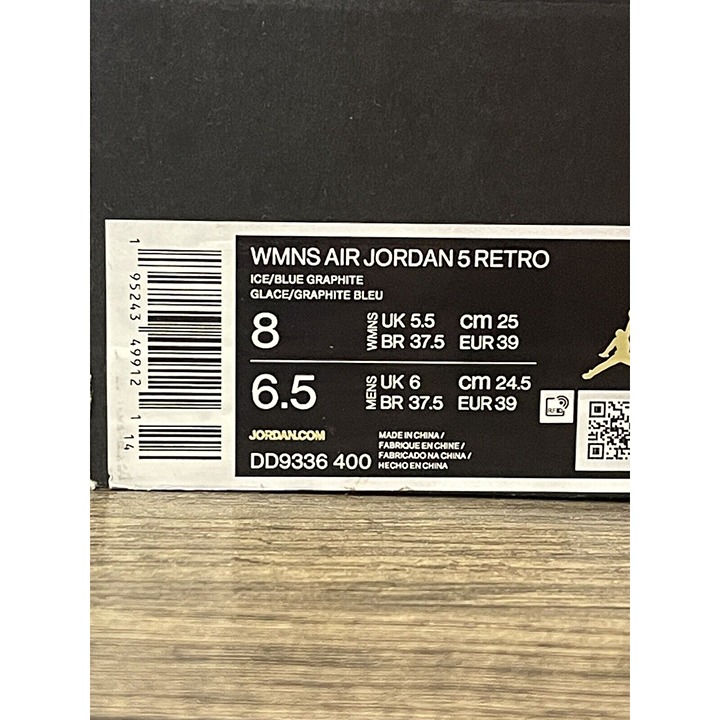 WMNS AIR JORDAN 5 RETRO
ICE/BLUE GRAPHITE
GLACE/GRAPHITE BLEU
8 WMNS UK 5.5 cm 25
BR 37.5 EUR 39
6.5 MENS UK 6 cm 24.5
BR 37.5 EUR 39
JORDAN.COM
DD9336 400
MADE IN CHINA/
FABRIQUE EN CHINE/
FABRICADO NA CHINA/
HECHO EN CHINA
RFID
1 95243 49912 1 14